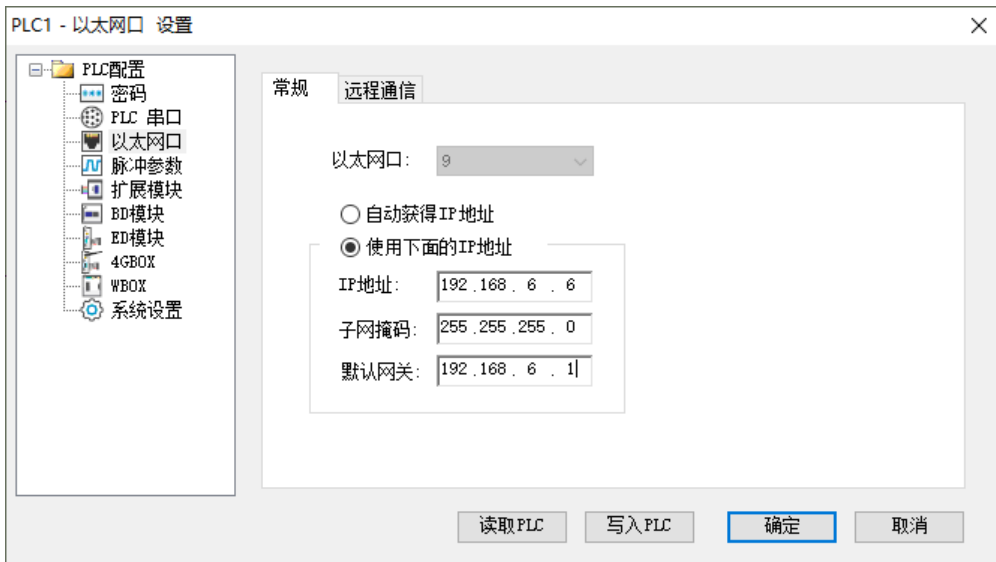 PLC1 - 以太网口 设置
PLC配置
密码
PLC 串口
以太网口
脉冲参数
扩展模块
BD模块
ED模块
4GBOX
WBOX
系统设置
常规
远程通信
以太网口: 9
自动获得IP地址
使用下面的IP地址
IP地址: 192.168. 6 . 6
子网掩码: 255.255.255. 0
默认网关: 192.168. 6 . 1
读取PLC 写入PLC 确定 取消